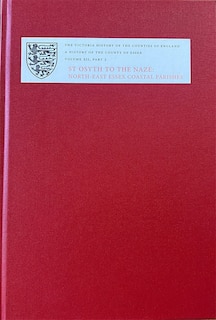 THE VICTORIA HISTORY OF THE COUNTIES OF ENGLAND
A HISTORY OF THE COUNTY OF ESSEX
VOLUME XII, PART 1
ST OSYTH TO THE NAZE:
NORTH-EAST ESSEX COASTAL PARISHES